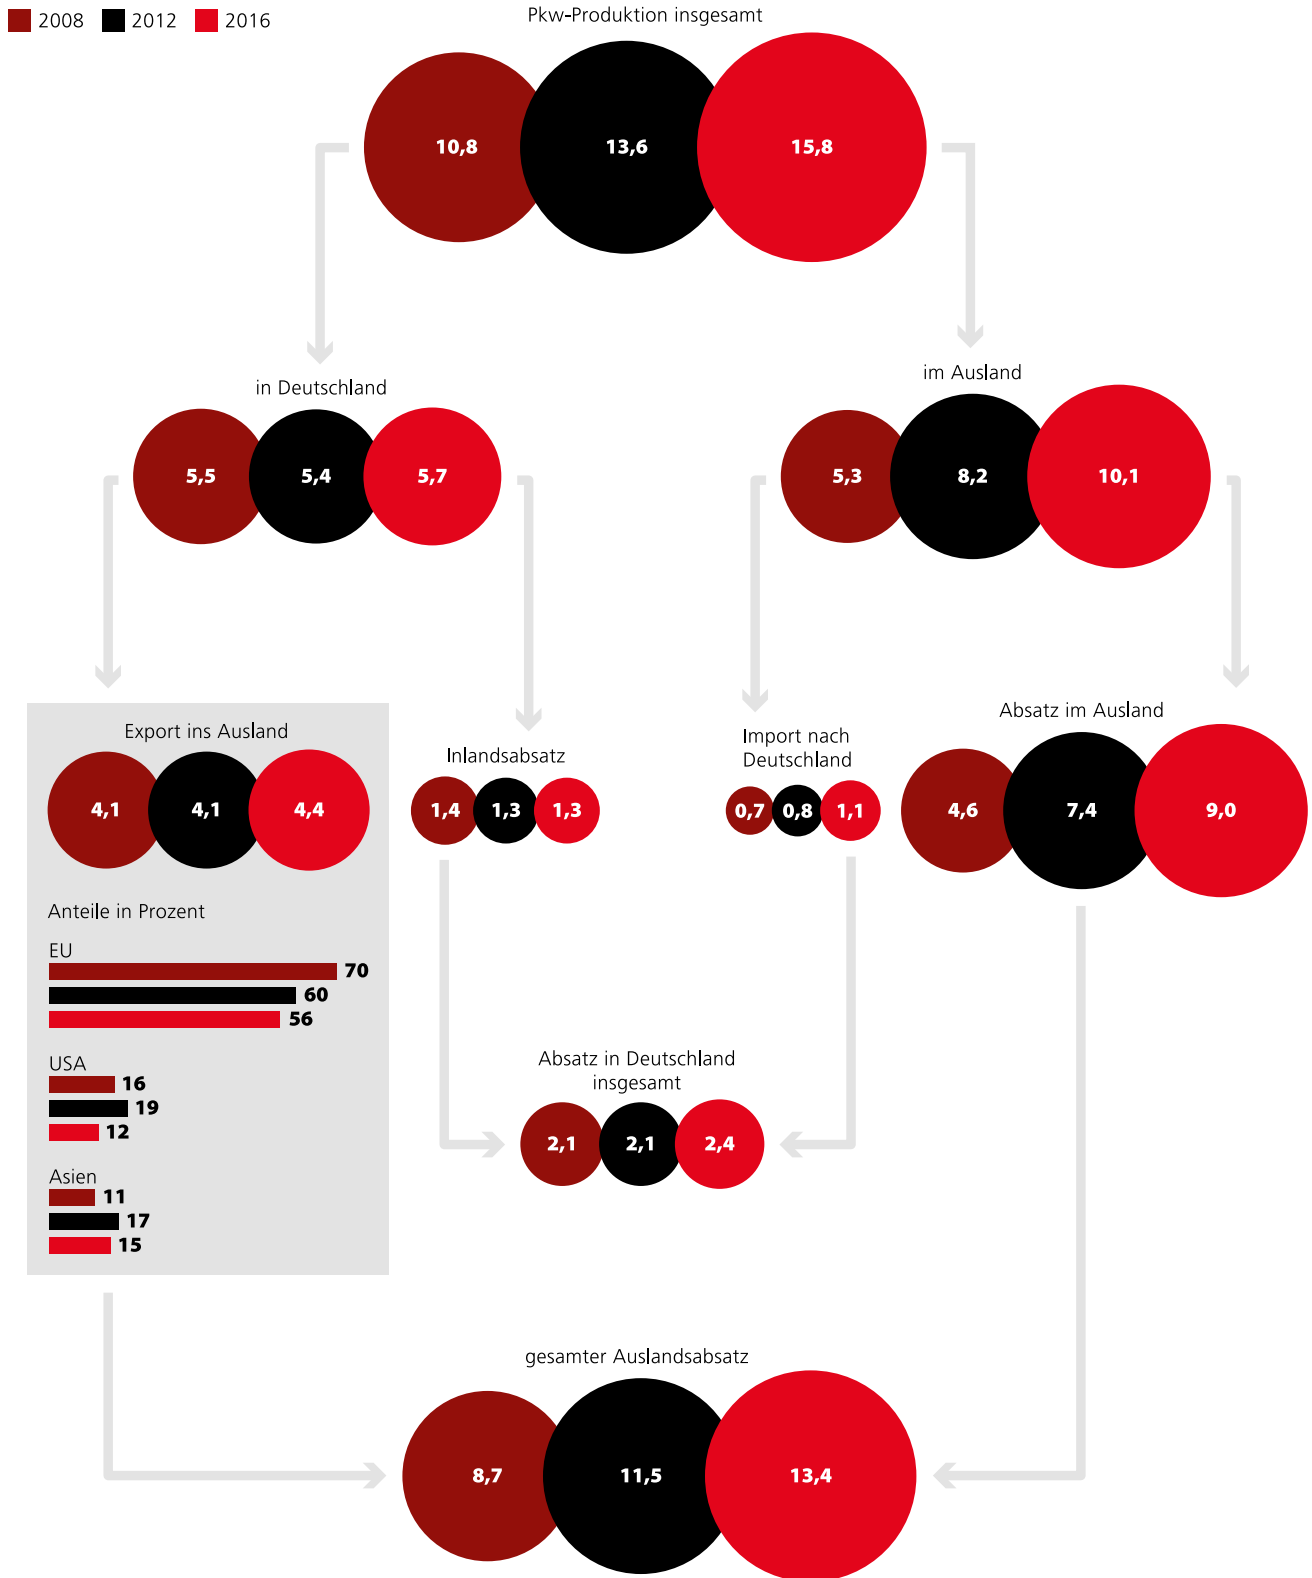 2008 2012 2016
Pkw-Produktion insgesamt
10,8 13,6 15,8
in Deutschland
5,5 5,4 5,7
im Ausland
5,3 8,2 10,1
Export ins Ausland
4,1 4,1 4,4
Anteile in Prozent
EU
70
60
56
USA
16
19
12
Asien
11
17
15
Inlandsabsatz
1,4 1,3 1,3
Import nach
Deutschland
0,7 0,8 1,1
Absatz im Ausland
4,6 7,4 9,0
Absatz in Deutschland
insgesamt
2,1 2,1 2,4
gesamter Auslandsabsatz
8,7 11,5 13,4